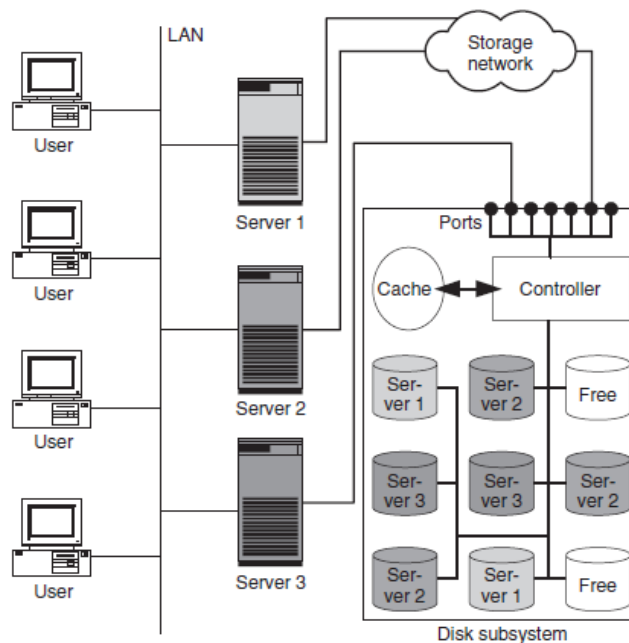 LAN
Storage
network
User
Server 1
Ports
User
Cache
Controller
Server 2
User
Ser-
ver 1
Ser-
ver 2
Free
Ser-
ver 3
Ser-
ver 3
Ser-
ver 2
User
Server 3
Ser-
ver 2
Ser-
ver 1
Free
Disk subsystem